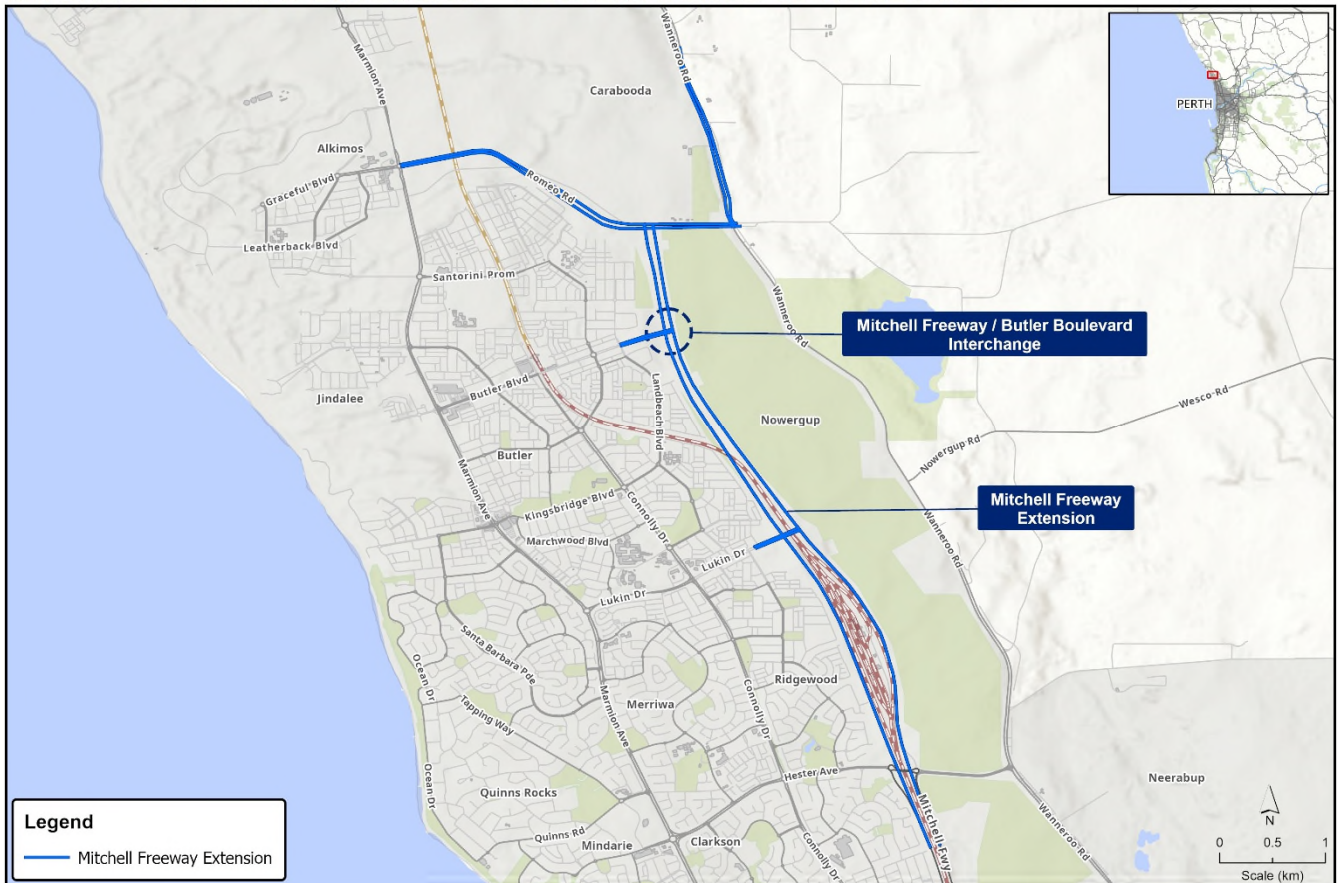 Wanneroo Rd
Marmion Ave
Carabooda
PERTH
Alkimos
Graceful Blvd
Romeo Rd
Leatherback Blvd
Santorini Prom
Wanneroo Rd
Mitchell Freeway / Butler Boulevard
Interchange
Landbeach Blvd
Butler Blvd
Jindalee
Wesco Rd
Nowergup
Nowergup Rd
Butler
Marmion Ave
Kingsbridge Blvd
Connolly Dr
Mitchell Freeway
Extension
Marchwood Blvd
Wanneroo Rd
Lukin Dr
Lukin Dr
Santa Barbara Pde
Ocean Dr
Ridgewood
Connolly Dr
Merriwa
Tapping Way
Marmion Ave
Hester Ave
Neerabup
Ocean Dr
Quinns Rocks
Mitchell Fwy
Wanneroo Rd
Quinns Rd
Mindarie
Clarkson
Connolly Dr
Legend
Mitchell Freeway Extension
N
0 0.5 1
Scale (km)